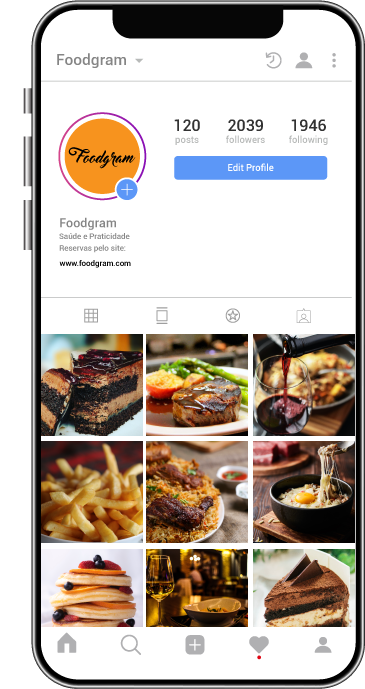 Foodgram
120
2039
1946
posts
followers
following
Edit Profile
Foodgram
Foodgram
Saúde e Praticidade
Reservas pelo site:
www.foodgram.com